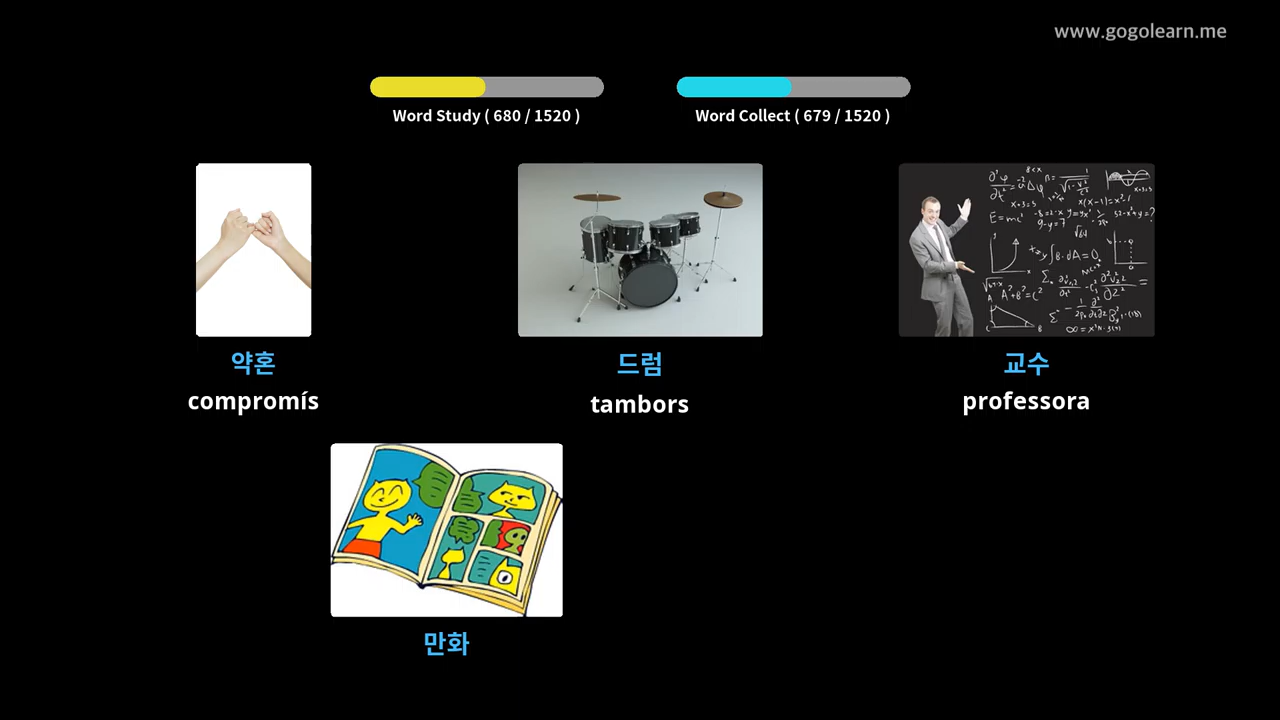 www.gogolearn.me
Word Study ( 680 / 1520 )
Word Collect ( 679 / 1520 )
약혼
드럼
교수
compromís
tambors
professora
만화